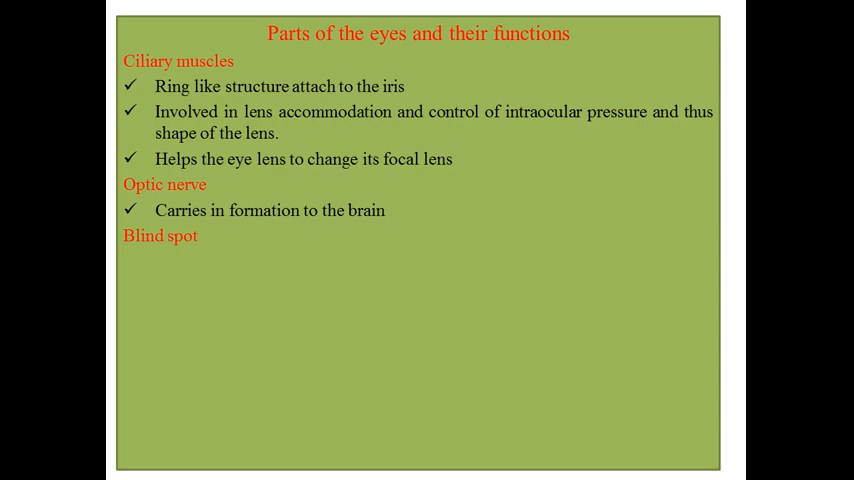 Parts of the eyes and their functions
Ciliary muscles
✓ Ring like structure attach to the iris
✓ Involved in lens accommodation and control of intraocular pressure and thus
shape of the lens.
✓ Helps the eye lens to change its focal lens
Optic nerve
✓ Carries in formation to the brain
Blind spot